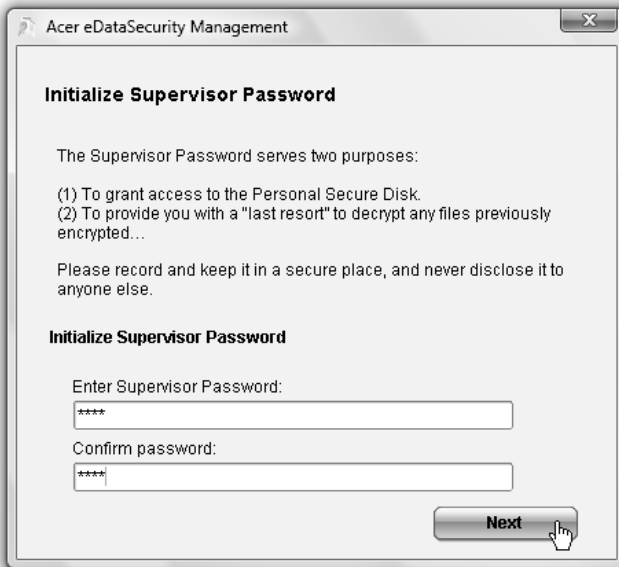 Acer eDataSecurity Management
X
Initialize Supervisor Password
The Supervisor Password serves two purposes:
(1) To grant access to the Personal Secure Disk.
(2) To provide you with a "last resort" to decrypt any files previously
encrypted...
Please record and keep it in a secure place, and never disclose it to
anyone else.
Initialize Supervisor Password
Enter Supervisor Password:
****
Confirm password:
****
Next